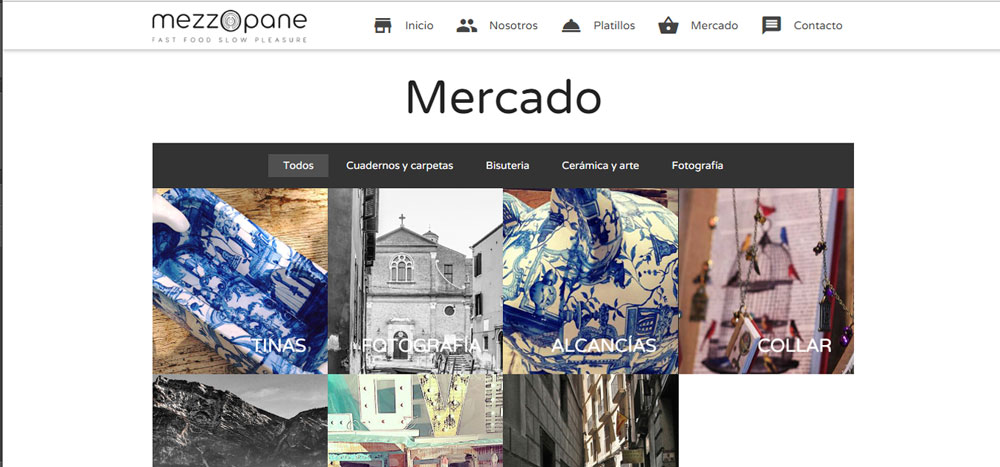 mezzopane
FAST FOOD SLOW PLEASURE
Inicio
Nosotros
Platillos
Mercado
Contacto
Mercado
Todos
Cuadernos y carpetas
Bisuteria
Cerámica y arte
Fotografía
TINAS
FOTOGRAFÍA
ALCANCÍAS
COLLAR